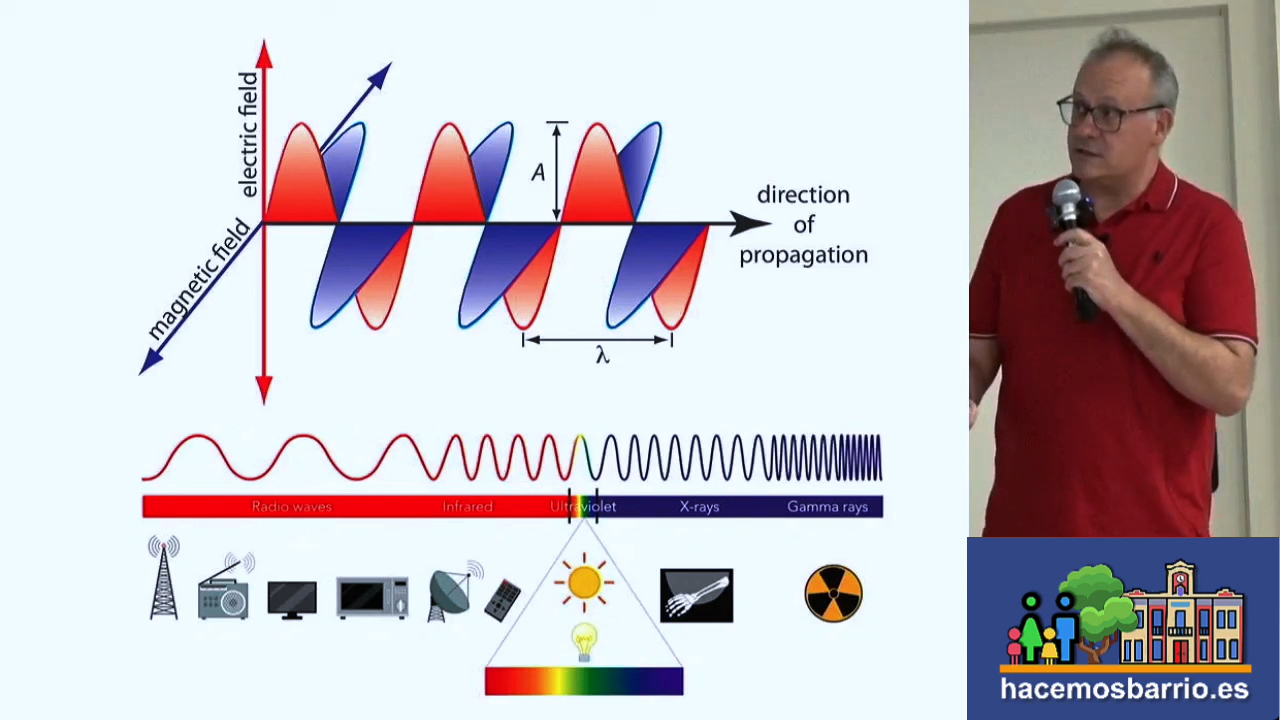 electric field
magnetic field
A
direction
of
propagation
λ
Radio waves
Infrared
Ultraviolet
X-rays
Gamma rays
hacemosbarrio.es